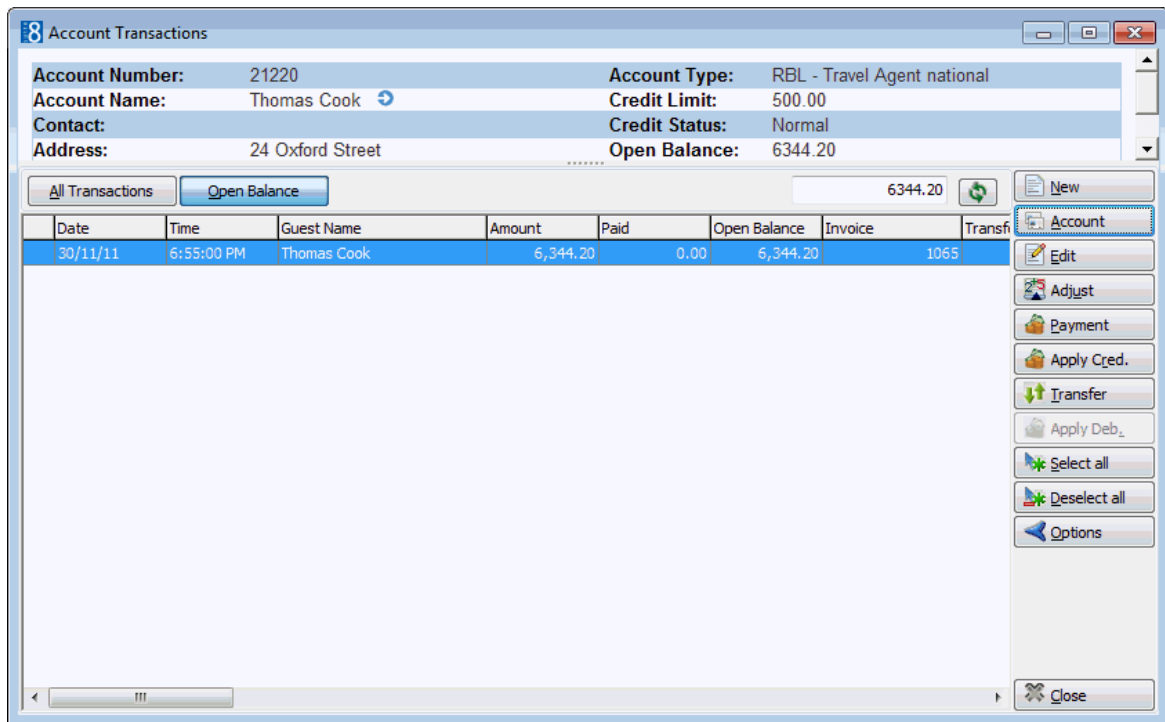 8 Account Transactions
Account Number: 21220 Account Type: RBL - Travel Agent national
Account Name: Thomas Cook Credit Limit: 500.00
Contact: Credit Status: Normal
Address: 24 Oxford Street Open Balance: 6344.20
All Transactions Open Balance 6344.20
Date Time Guest Name Amount Paid Open Balance Invoice Transf
30/11/11 6:55:00 PM Thomas Cook 6,344.20 0.00 6,344.20 1065
New
Account
Edit
Adjust
Payment
Apply Cred.
Transfer
Apply Deb.
Select all
Deselect all
Options
Close